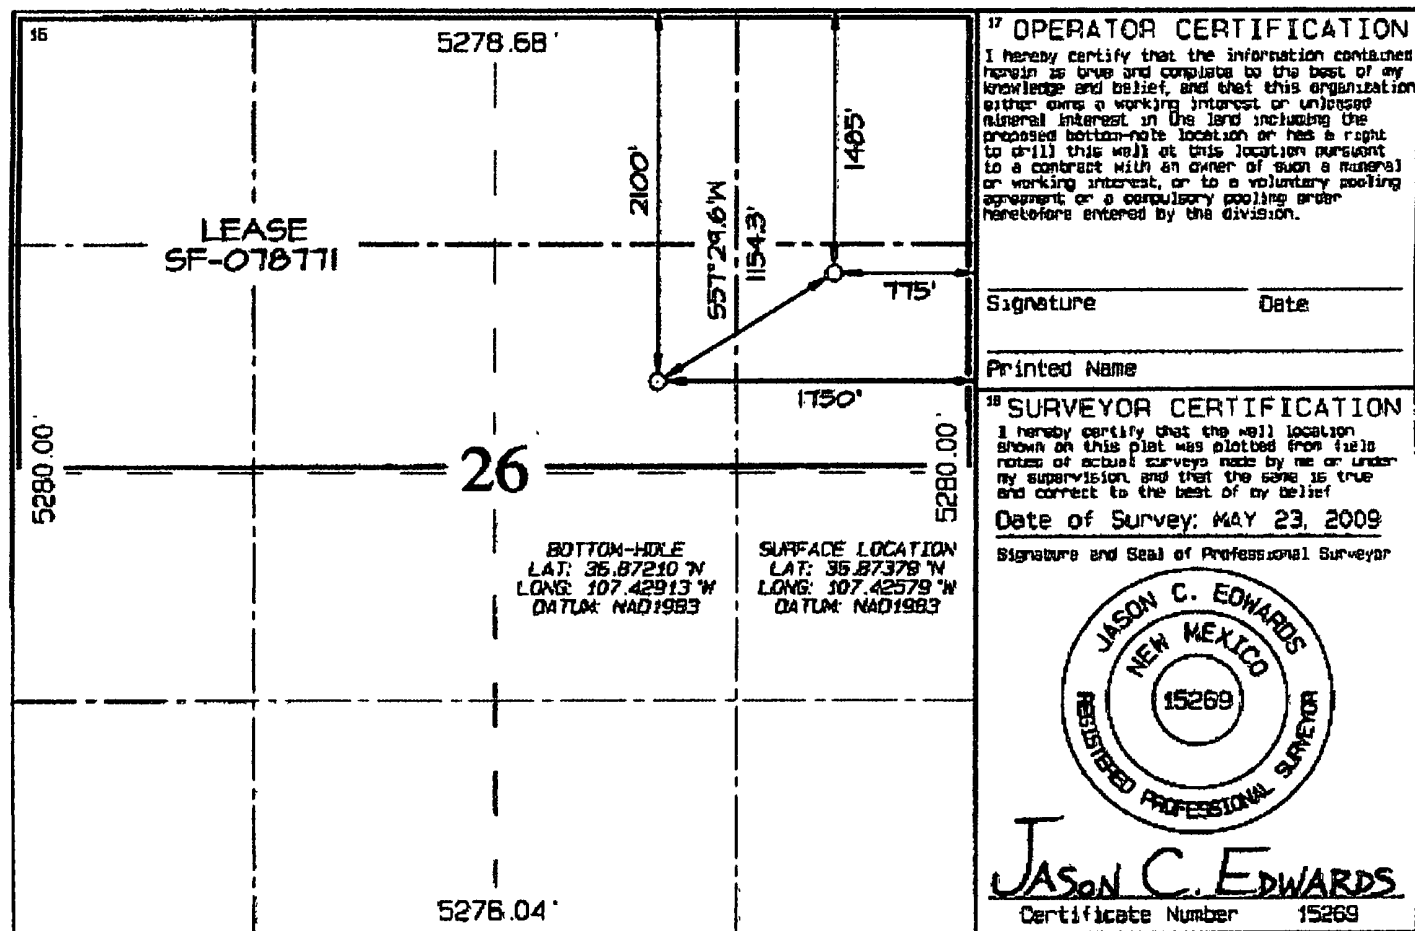 16
5278.68'
2100'
1485'
S57°29.6'W
1154.3'
LEASE
SF-078771
775'
1750'
5280.00'
26
5280.00'
BOTTOM-HOLE
LAT: 36.87210 °N
LONG: 107.42913 °W
DATUM: NAD1983
SURFACE LOCATION
LAT: 36.87378 °N
LONG: 107.42579 °W
DATUM: NAD1983
5276.04'
17 OPERATOR CERTIFICATION
I hereby certify that the information contained
herein is true and complete to the best of my
knowledge and belief, and that this organization
either owns a working interest or unleased
mineral interest in the land including the
proposed bottom-hole location or has a right
to drill this well at this location pursuant
to a contract with an owner of such a mineral
or working interest, or to a voluntary pooling
agreement or a compulsory pooling order
heretofore entered by the division.
Signature Date
Printed Name
18 SURVEYOR CERTIFICATION
I hereby certify that the well location
shown on this plat was plotted from field
notes of actual surveys made by me or under
my supervision, and that the same is true
and correct to the best of my belief
Date of Survey: MAY 23, 2009
Signature and Seal of Professional Surveyor
JASON C. EDWARDS
NEW MEXICO
15269
REGISTERED PROFESSIONAL SURVEYOR
JASON C. EDWARDS
Certificate Number 15269